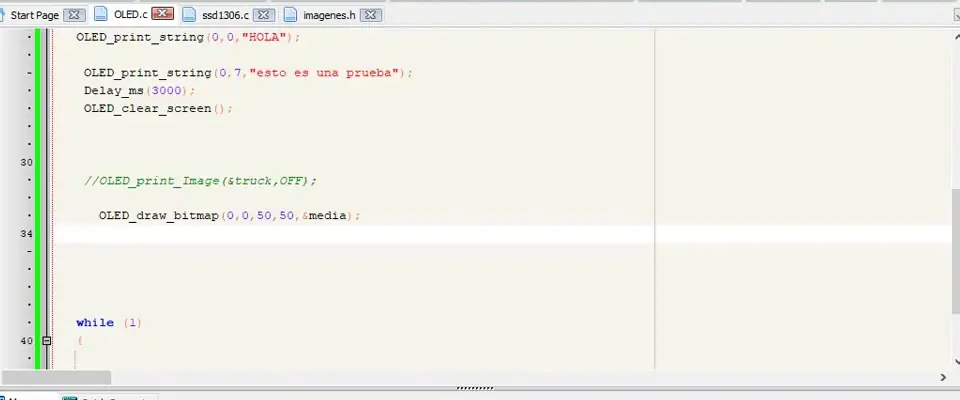 Start Page OLED.c ssd1306.c imagenes.h
OLED_print_string(0,0,"HOLA");
OLED_print_string(0,7,"esto es una prueba");
Delay_ms(3000);
OLED_clear_screen();
30
//OLED_print_Image(&truck,OFF);
OLED_draw_bitmap(0,0,50,50,&media);
34
while (1)
40 {